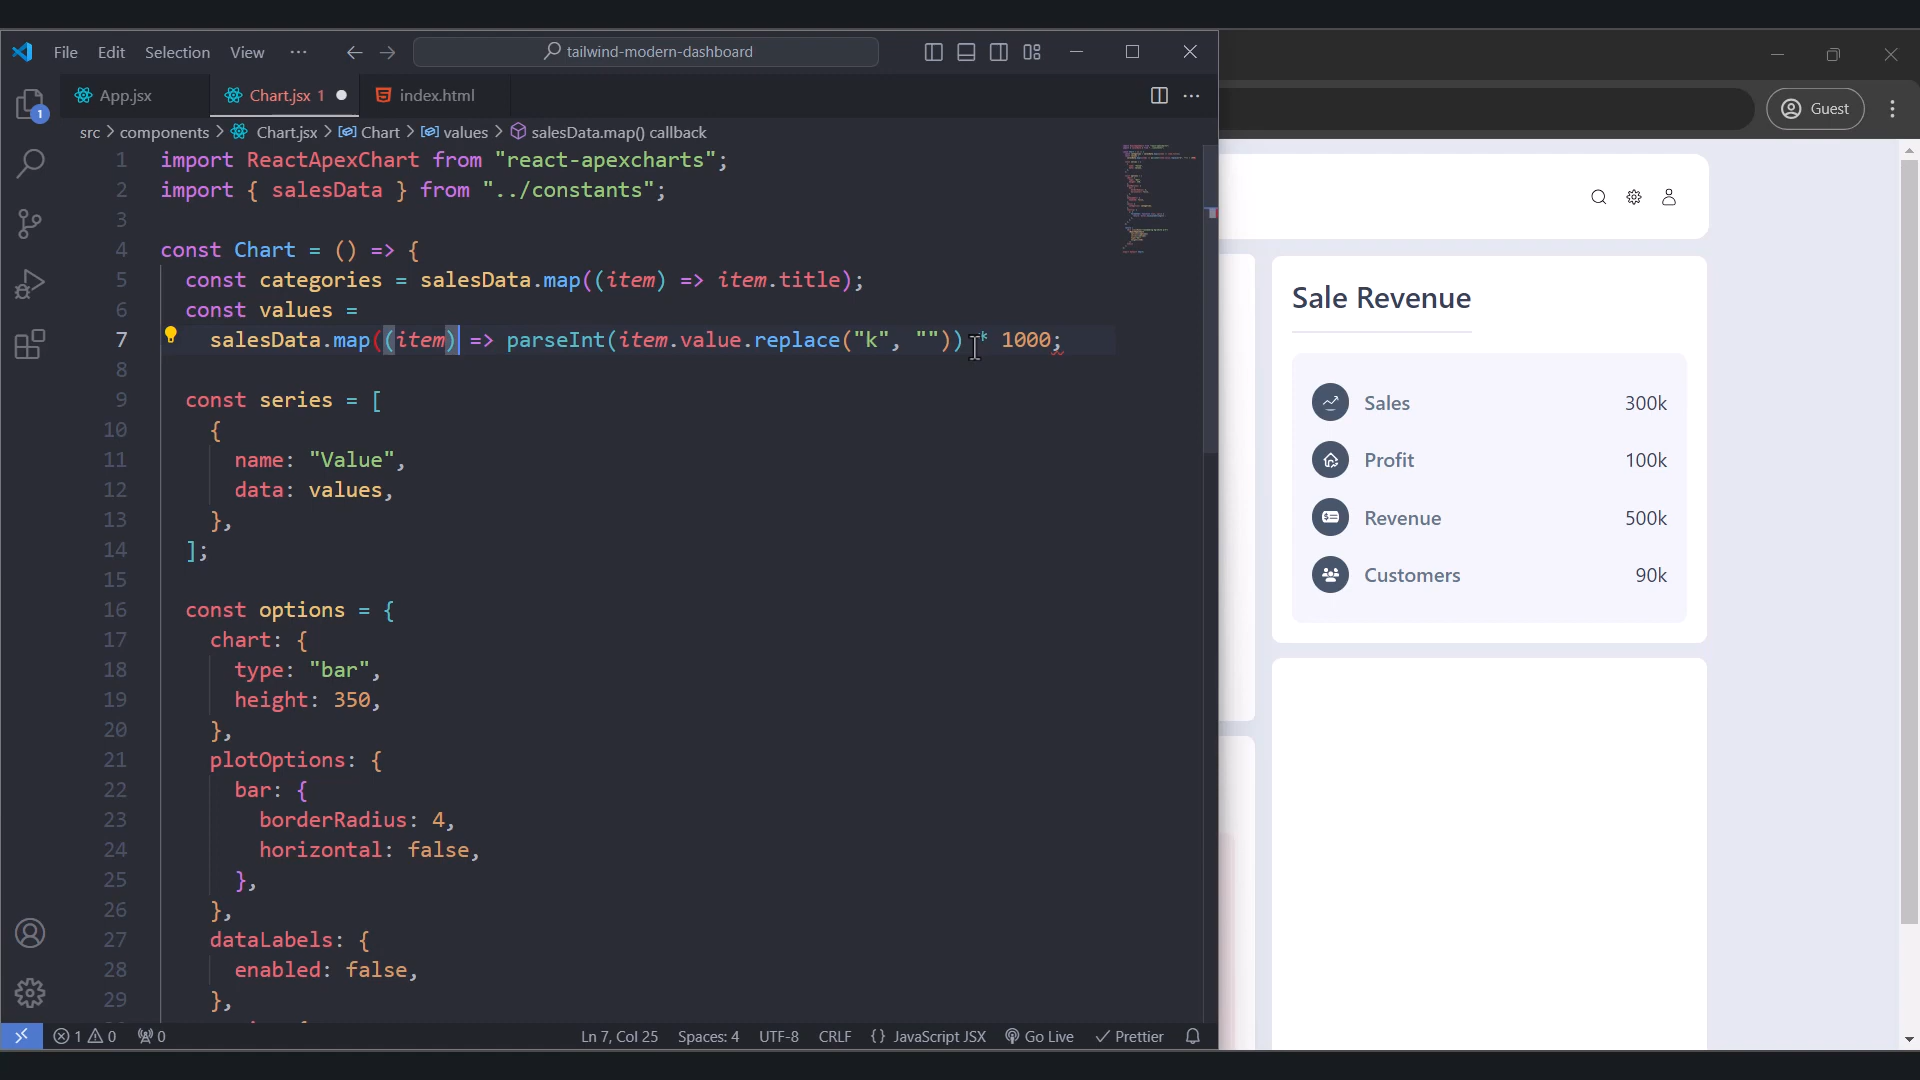 File Edit Selection View ··· tailwind-modern-dashboard
App.jsx Chart.jsx 1 index.html
src > components > Chart.jsx > Chart > values > salesData.map() callback
1 import ReactApexChart from "react-apexcharts";
2 import { salesData } from "../constants";
3
4 const Chart = () => {
5 const categories = salesData.map((item) => item.title);
6 const values =
7 salesData.map((item) => parseInt(item.value.replace("k", "")) * 1000;
8
9 const series = [
10 {
11 name: "Value",
12 data: values,
13 },
14 ];
15
16 const options = {
17 chart: {
18 type: "bar",
19 height: 350,
20 },
21 plotOptions: {
22 bar: {
23 borderRadius: 4,
24 horizontal: false,
25 },
26 },
27 dataLabels: {
28 enabled: false,
29 },
1 0 0 Ln 7, Col 25 Spaces: 4 UTF-8 CRLF {} JavaScript JSX Go Live Prettier
1
Guest
Sale Revenue
Sales 300k
Profit 100k
Revenue 500k
Customers 90k